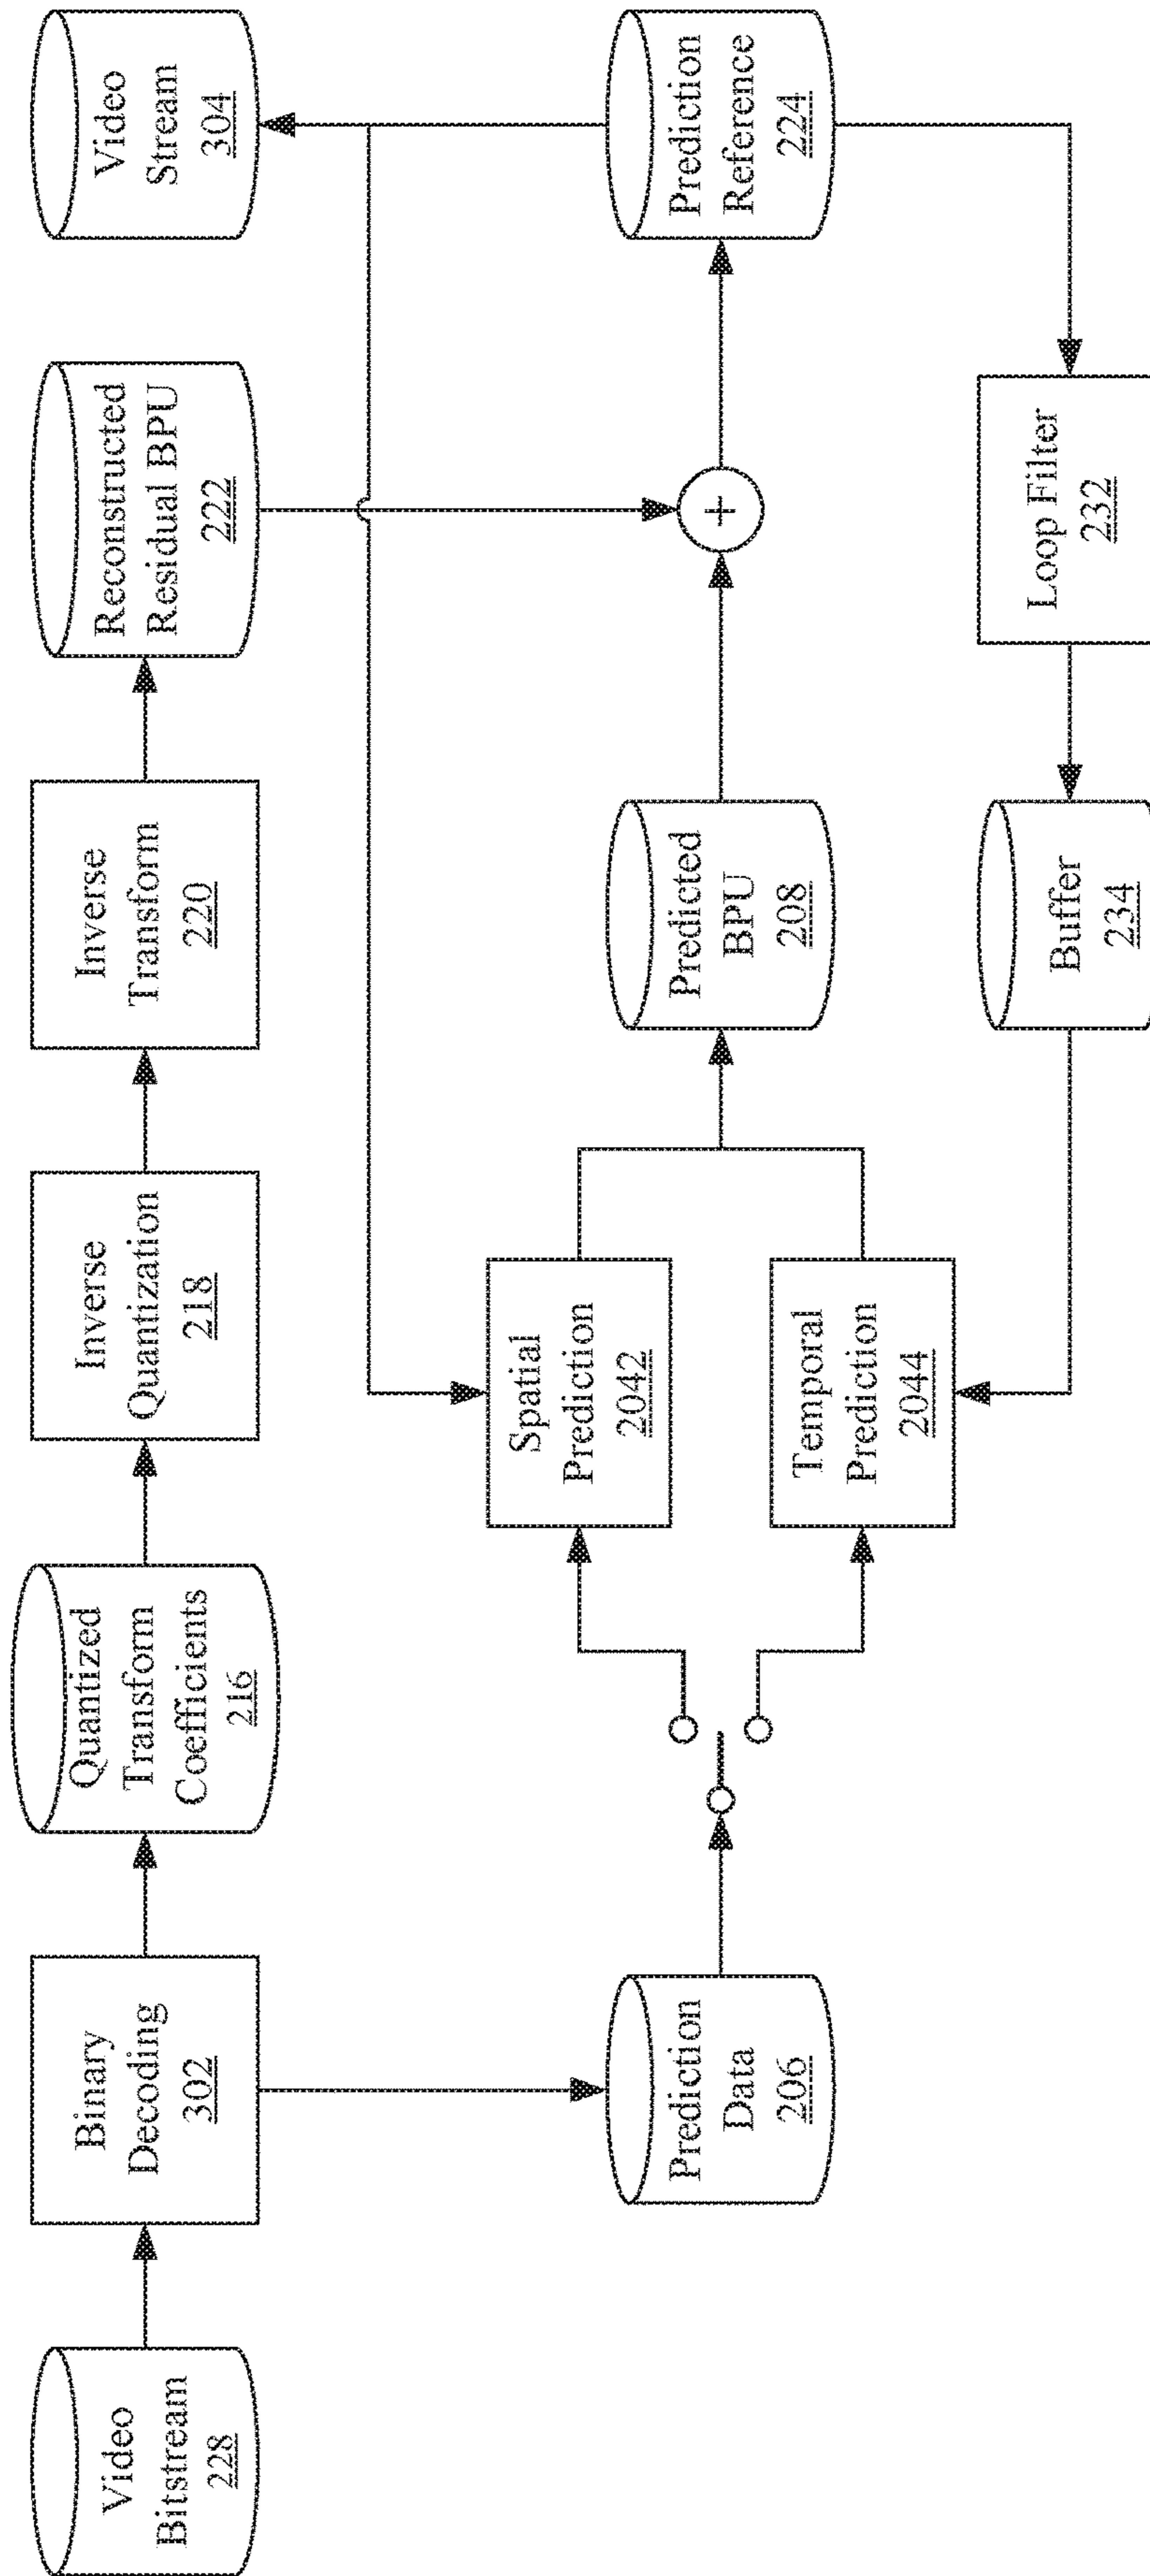 Video
Bitstream
228
Binary
Decoding
302
Quantized
Transform
Coefficients
216
Inverse
Quantization
218
Inverse
Transform
220
Reconstructed
Residual BPU
222
Video
Stream
304
Prediction
Data
206
Spatial
Prediction
2042
Temporal
Prediction
2044
Predicted
BPU
208
+
Prediction
Reference
224
Buffer
234
Loop Filter
232